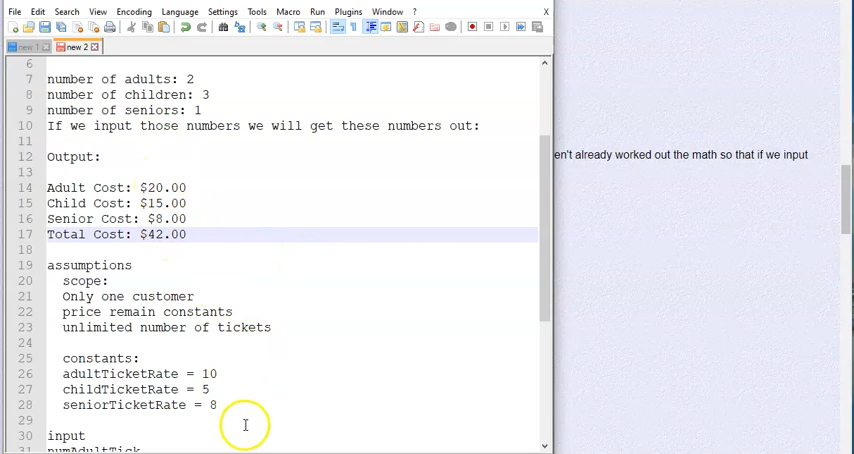 File Edit Search View Encoding Language Settings Tools Macro Run Plugins Window ? X
new 1 new 2
6
7 number of adults: 2
8 number of children: 3
9 number of seniors: 1
10 If we input those numbers we will get these numbers out:
11
en't already worked out the math so that if we input
12 Output:
13
14 Adult Cost: $20.00
15 Child Cost: $15.00
16 Senior Cost: $8.00
17 Total Cost: $42.00
18
19 assumptions
20 scope:
21 Only one customer
22 price remain constants
23 unlimited number of tickets
24
25 constants:
26 adultTicketRate = 10
27 childTicketRate = 5
28 seniorTicketRate = 8
29
30 input
31 numAdultTick